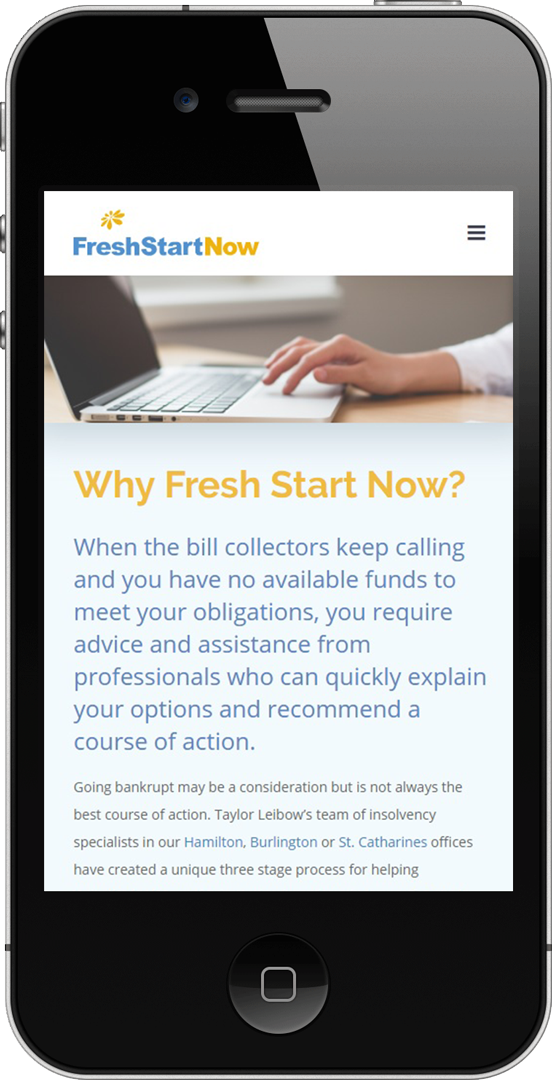 FreshStartNow
Why Fresh Start Now?
When the bill collectors keep calling
and you have no available funds to
meet your obligations, you require
advice and assistance from
professionals who can quickly explain
your options and recommend a
course of action.
Going bankrupt may be a consideration but is not always the
best course of action. Taylor Leibow’s team of insolvency
specialists in our Hamilton, Burlington or St. Catharines offices
have created a unique three stage process for helping